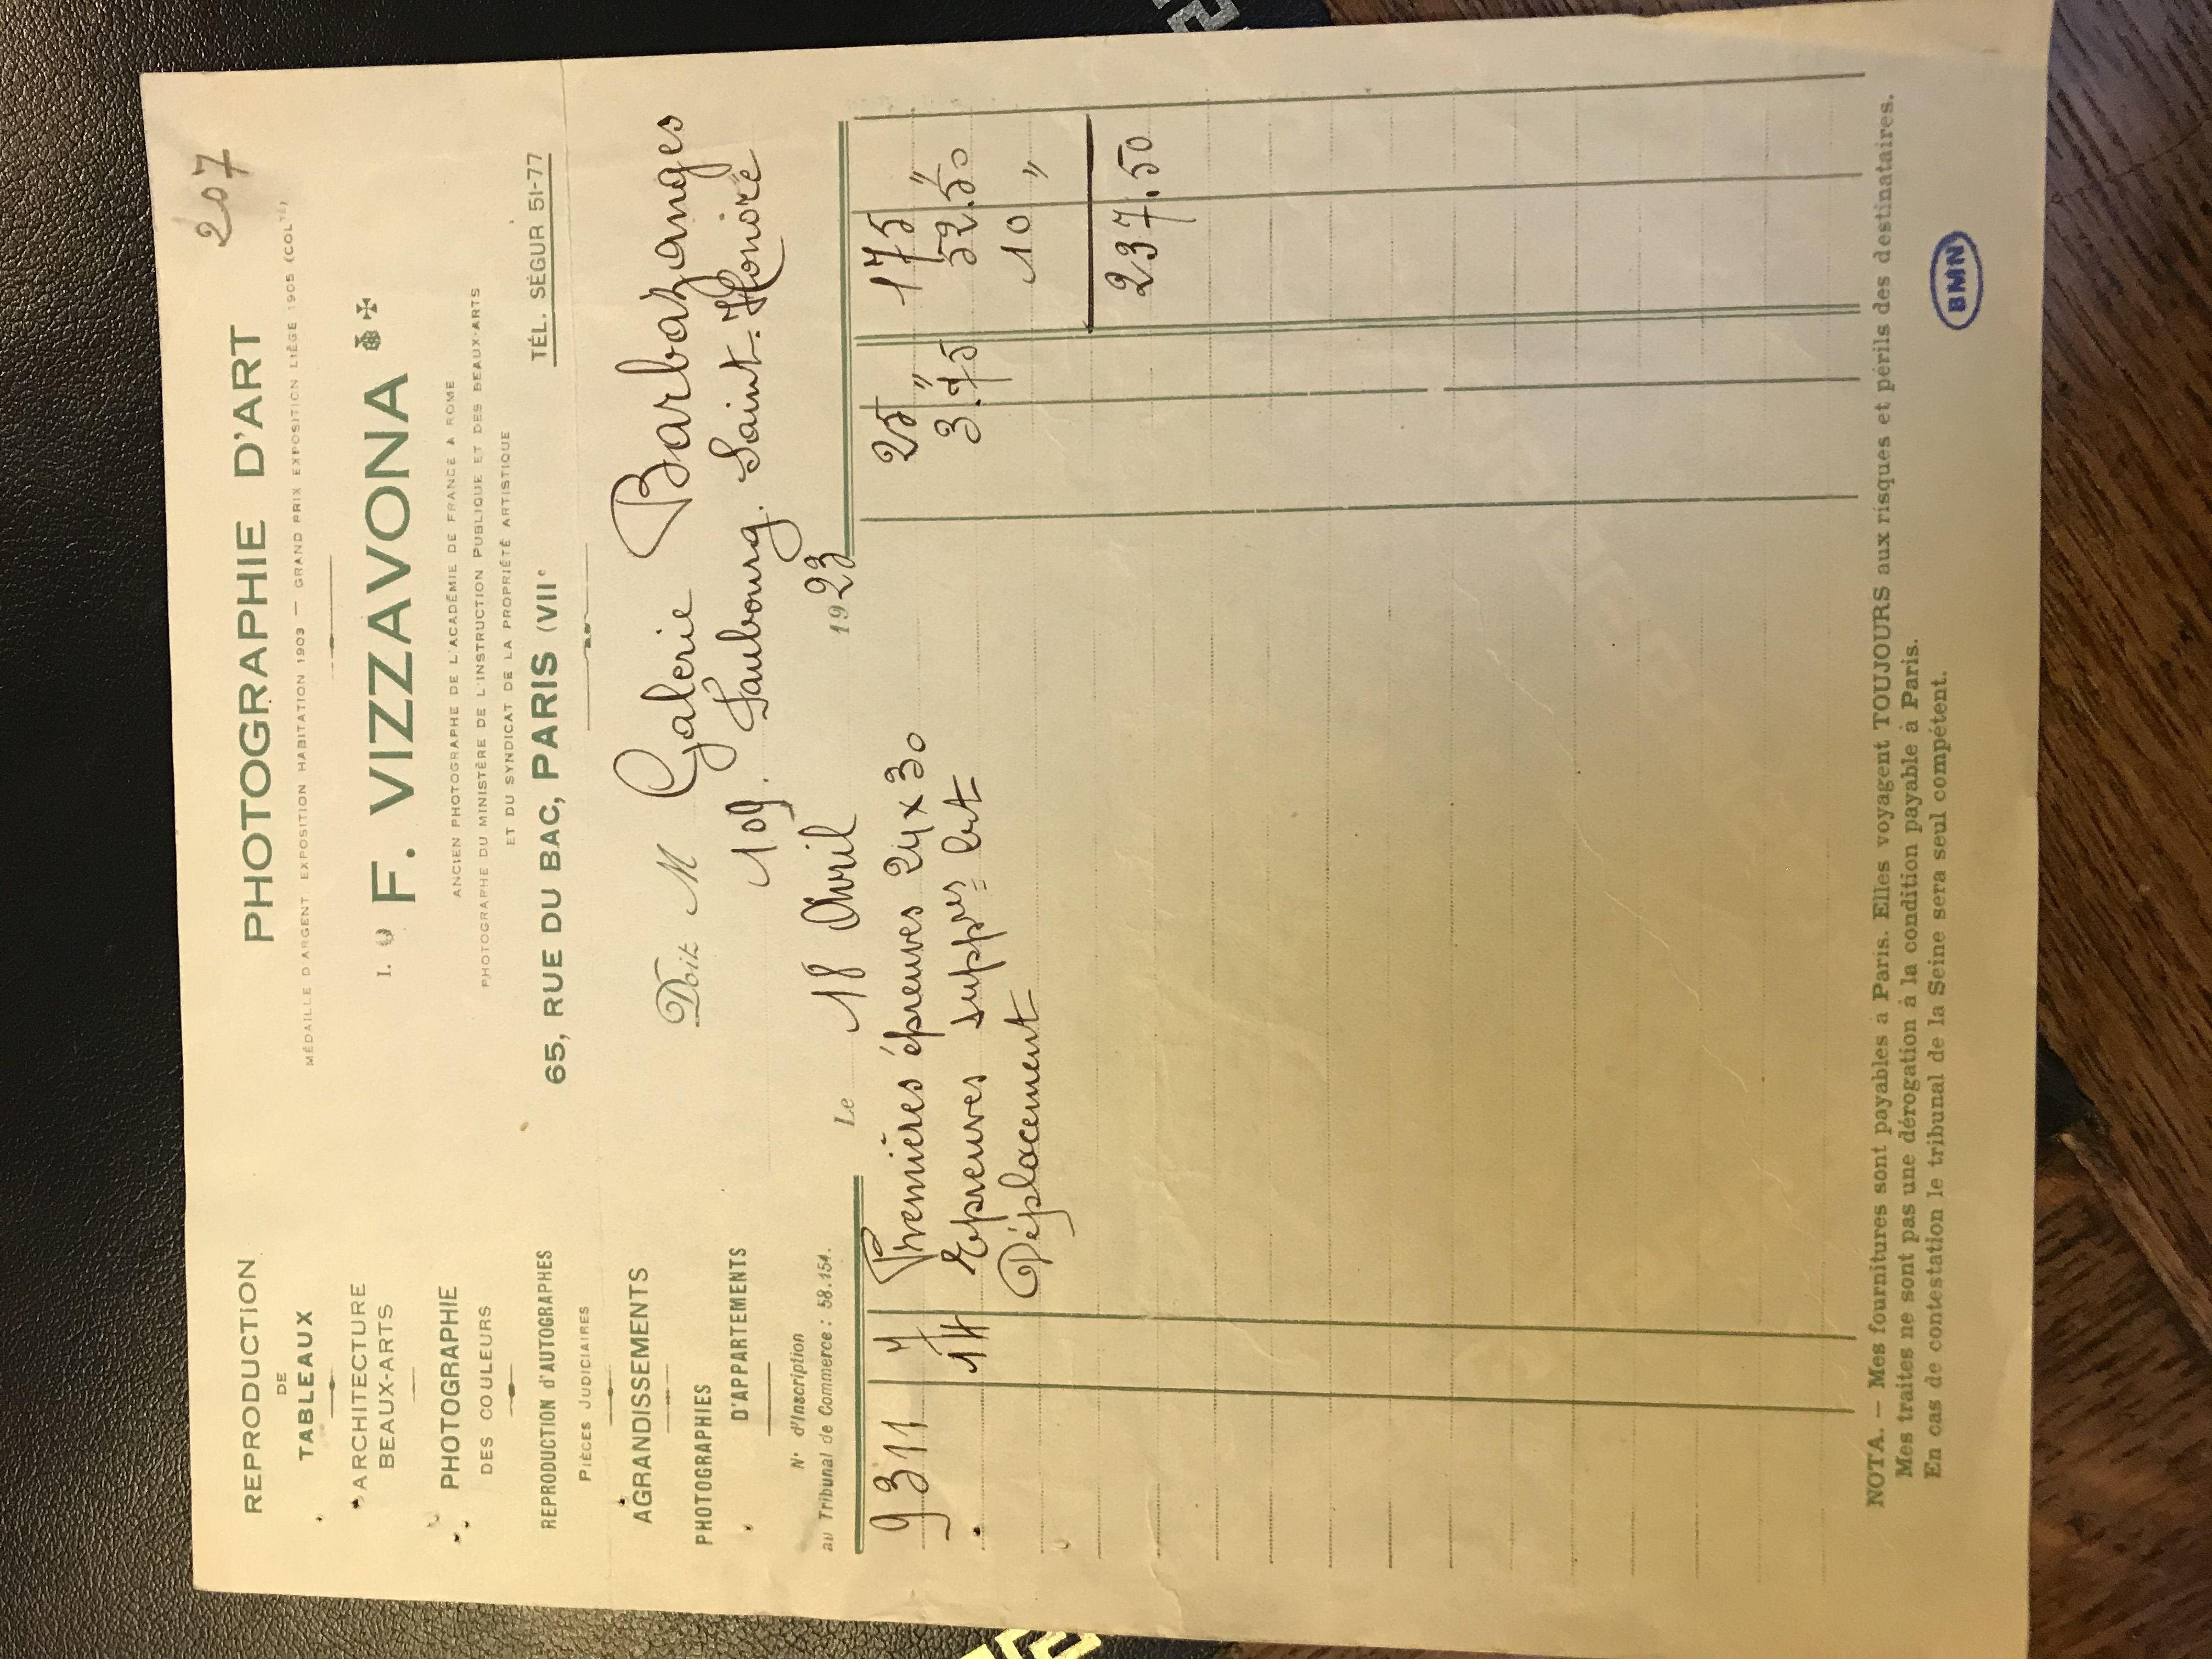 207
REPRODUCTION
DE
TABLEAUX
ARCHITECTURE
BEAUX-ARTS
PHOTOGRAPHIE
DES COULEURS
REPRODUCTION d'AUTOGRAPHES
PIÈCES JUDICIAIRES
AGRANDISSEMENTS
PHOTOGRAPHIES
D'APPARTEMENTS
N° d'Inscription
au Tribunal de Commerce : 58.154.
PHOTOGRAPHIE D'ART
MÉDAILLE D'ARGENT EXPOSITION HABITATION 1903 — GRAND PRIX EXPOSITION LIÈGE 1905 (COLTé)
I. F. VIZZAVONA
ANCIEN PHOTOGRAPHE DE L'ACADÉMIE DE FRANCE A ROME
PHOTOGRAPHE DU MINISTÈRE DE L'INSTRUCTION PUBLIQUE ET DES BEAUX-ARTS
ET DU SYNDICAT DE LA PROPRIÉTÉ ARTISTIQUE
65, RUE DU BAC, PARIS (VIIe TÉL. SÉGUR 51-77
Doit M Galerie Barbazanges
109. Faubourg. Saint. Honoré
Le 18 Avril 1923
9311 7 Premières épreuves 24x30 25 " 175 "
14 Epreuves suppres 3.75 52.50
Déplacement 10 "
237.50
NOTA. — Mes fournitures sont payables à Paris. Elles voyagent TOUJOURS aux risques et périls des destinataires.
Mes traites ne sont pas une dérogation à la condition payable à Paris.
En cas de contestation le tribunal de la Seine sera seul compétent.
BMN